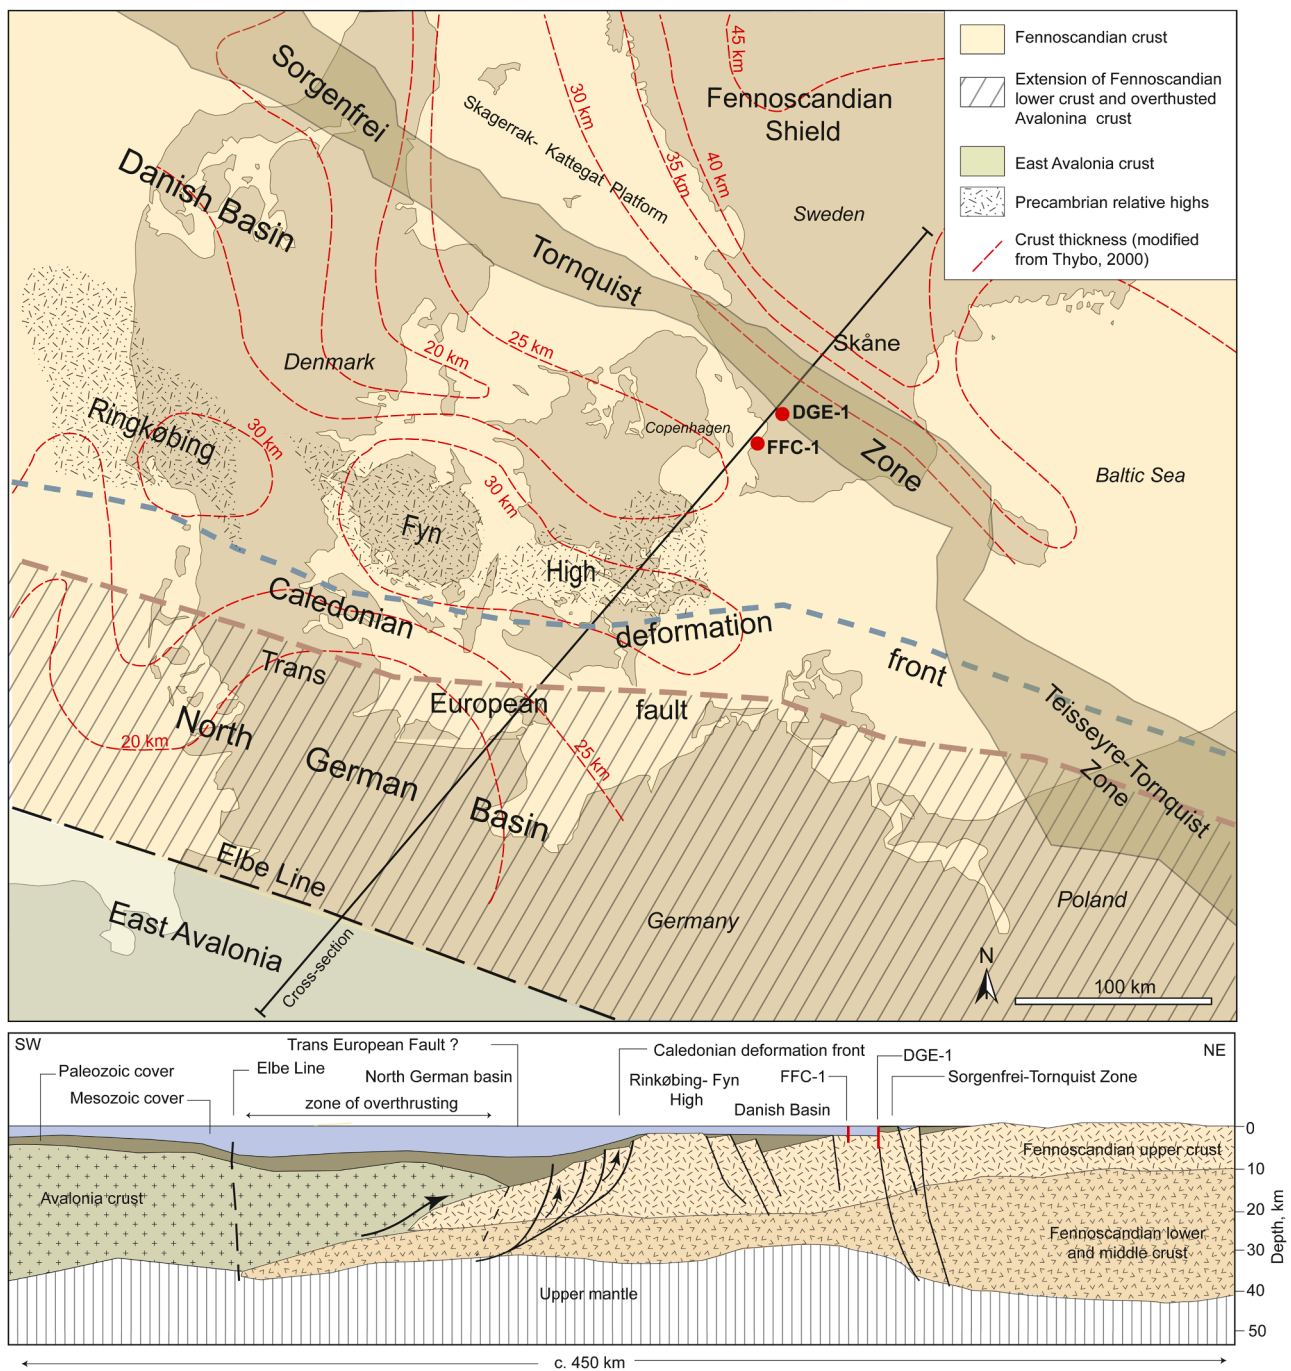 Fennoscandian crust
Extension of Fennoscandian
lower crust and overthusted
Avalonina crust
East Avalonia crust
Precambrian relative highs
Crust thickness (modified
from Thybo, 2000)
45 km
Sorgenfrei
30 km
Skagerrak- Kattegat Platform
Fennoscandian
Shield
35 km
40 km
Danish Basin
Sweden
Tornquist
25 km
20 km
Skåne
Denmark
DGE-1
Copenhagen
FFC-1
Ringkøbing
30 km
Zone
Baltic Sea
30 km
Fyn
High
Caledonian
deformation
front
Trans
European
fault
North
20 km
German
25 km
Basin
Teisseyre-Tornquist
Zone
Elbe Line
East Avalonia
Germany
Poland
Cross-section
N
100 km
SW
Trans European Fault ?
Caledonian deformation front
DGE-1
NE
Paleozoic cover
Elbe Line
North German basin
Rinkøbing- Fyn
High
FFC-1
Sorgenfrei-Tornquist Zone
Mesozoic cover
zone of overthrusting
Danish Basin
0
Fennoscandian upper crust
10
Avalonia crust
20
Fennoscandian lower
and middle crust
30
Depth, km
Upper mantle
40
50
c. 450 km